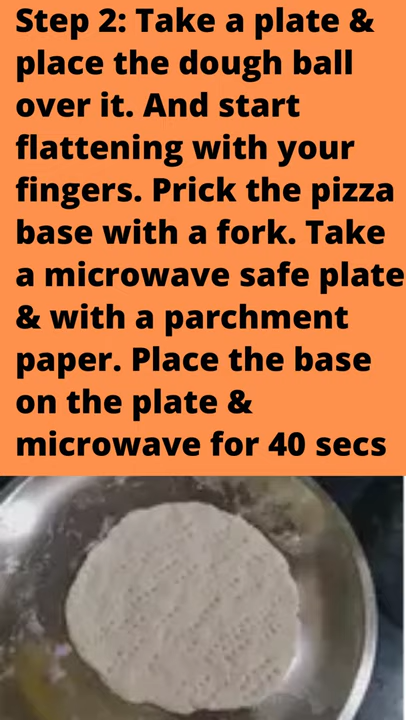 Step 2: Take a plate &
place the dough ball
over it. And start
flattening with your
fingers. Prick the pizza
base with a fork. Take
a microwave safe plate
& with a parchment
paper. Place the base
on the plate &
microwave for 40 secs